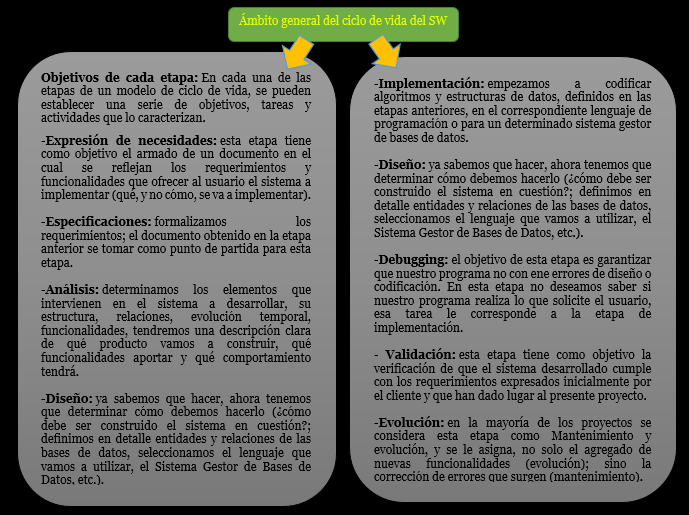 Ámbito general del ciclo de vida del SW
Objetivos de cada etapa: En cada una de las
etapas de un modelo de ciclo de vida, se pueden
establecer una serie de objetivos, tareas y
actividades que lo caracterizan.
-Expresión de necesidades: esta etapa tiene
como objetivo el armado de un documento en el
cual se reflejan los requerimientos y
funcionalidades que ofrecer al usuario el sistema a
implementar (qué, y no cómo, se va a implementar).
-Especificaciones: formalizamos los
requerimientos; el documento obtenido en la etapa
anterior se tomar como punto de partida para esta
etapa.
-Análisis: determinamos los elementos que
intervienen en el sistema a desarrollar, su
estructura, relaciones, evolución temporal,
funcionalidades, tendremos una descripción clara
de qué producto vamos a construir, qué
funcionalidades aportar y qué comportamiento
tendrá.
-Diseño: ya sabemos que hacer, ahora tenemos
que determinar cómo debemos hacerlo (¿cómo
debe ser construido el sistema en cuestión?;
definimos en detalle entidades y relaciones de las
bases de datos, seleccionamos el lenguaje que
vamos a utilizar, el Sistema Gestor de Bases de
Datos, etc.).
-Implementación: empezamos a codificar
algoritmos y estructuras de datos, definidos en las
etapas anteriores, en el correspondiente lenguaje de
programación o para un determinado sistema gestor
de bases de datos.
-Diseño: ya sabemos que hacer, ahora tenemos que
determinar cómo debemos hacerlo (¿cómo debe ser
construido el sistema en cuestión?; definimos en
detalle entidades y relaciones de las bases de datos,
seleccionamos el lenguaje que vamos a utilizar, el
Sistema Gestor de Bases de Datos, etc.).
-Debugging: el objetivo de esta etapa es garantizar
que nuestro programa no con ene errores de diseño o
codificación. En esta etapa no deseamos saber si
nuestro programa realiza lo que solicite el usuario,
esa tarea le corresponde a la etapa de
implementación.
- Validación: esta etapa tiene como objetivo la
verificación de que el sistema desarrollado cumple
con los requerimientos expresados inicialmente por
el cliente y que han dado lugar al presente proyecto.
-Evolución: en la mayoría de los proyectos se
considera esta etapa como Mantenimiento y
evolución, y se le asigna, no solo el agregado de
nuevas funcionalidades (evolución); sino la
corrección de errores que surgen (mantenimiento).